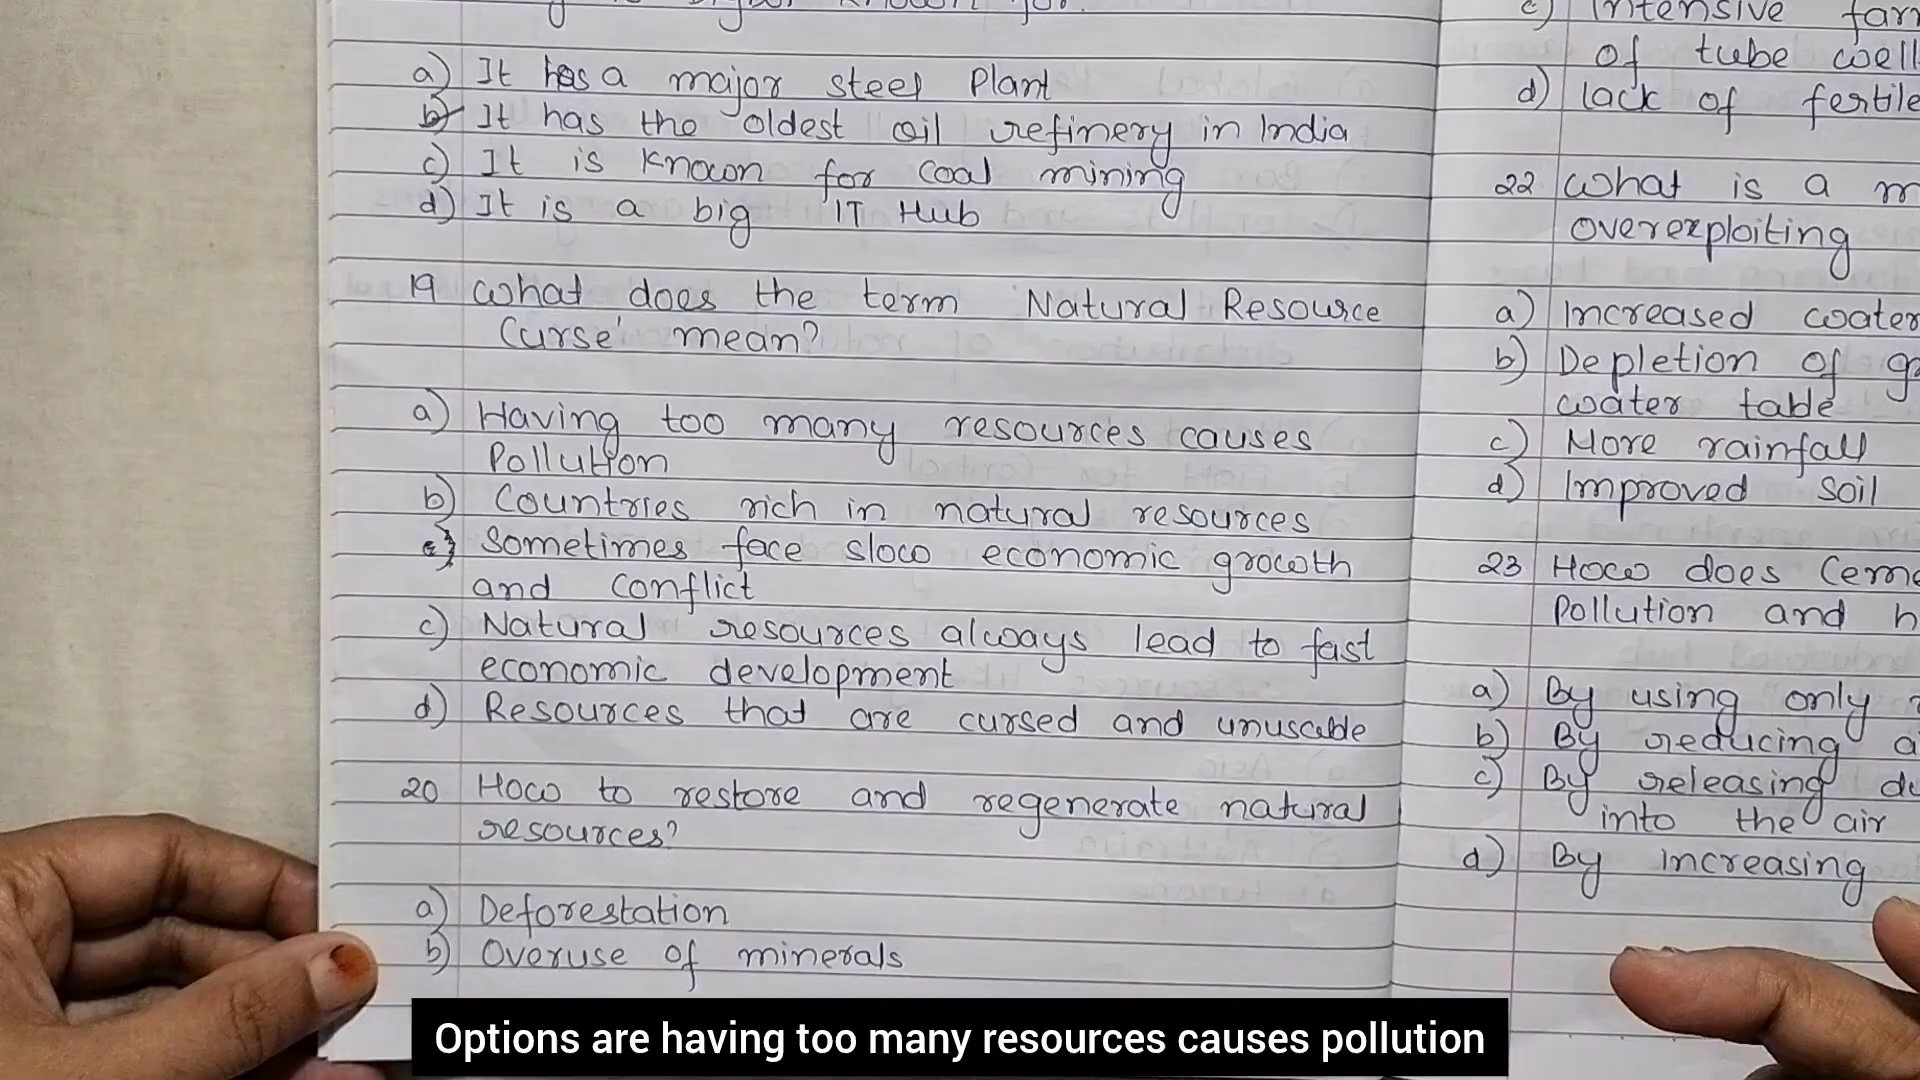 a) It has a major steel Plant
b) It has the oldest oil refinery in India
c) It is Known for Coal mining
d) It is a big IT Hub
19 What does the term 'Natural Resource
Curse' mean?
a) Having too many resources causes
Pollution
b) Countries rich in natural resources
Sometimes face slow economic growth
and Conflict
c) Natural resources always lead to fast
economic development
d) Resources that are cursed and unuseable
20 How to restore and regenerate natural
resources?
a) Deforestation
b) Overuse of minerals
c) Intensive
of tube well
d) lack of
22 What is a
overexploiting
a) Increased water
b) Depletion of
water table
c) More rainfall
d) Improved soil
23 How does
Pollution and
a) By using only
b) By reducing
c) By releasing
into the air
d) By increasing
Options are having too many resources causes pollution